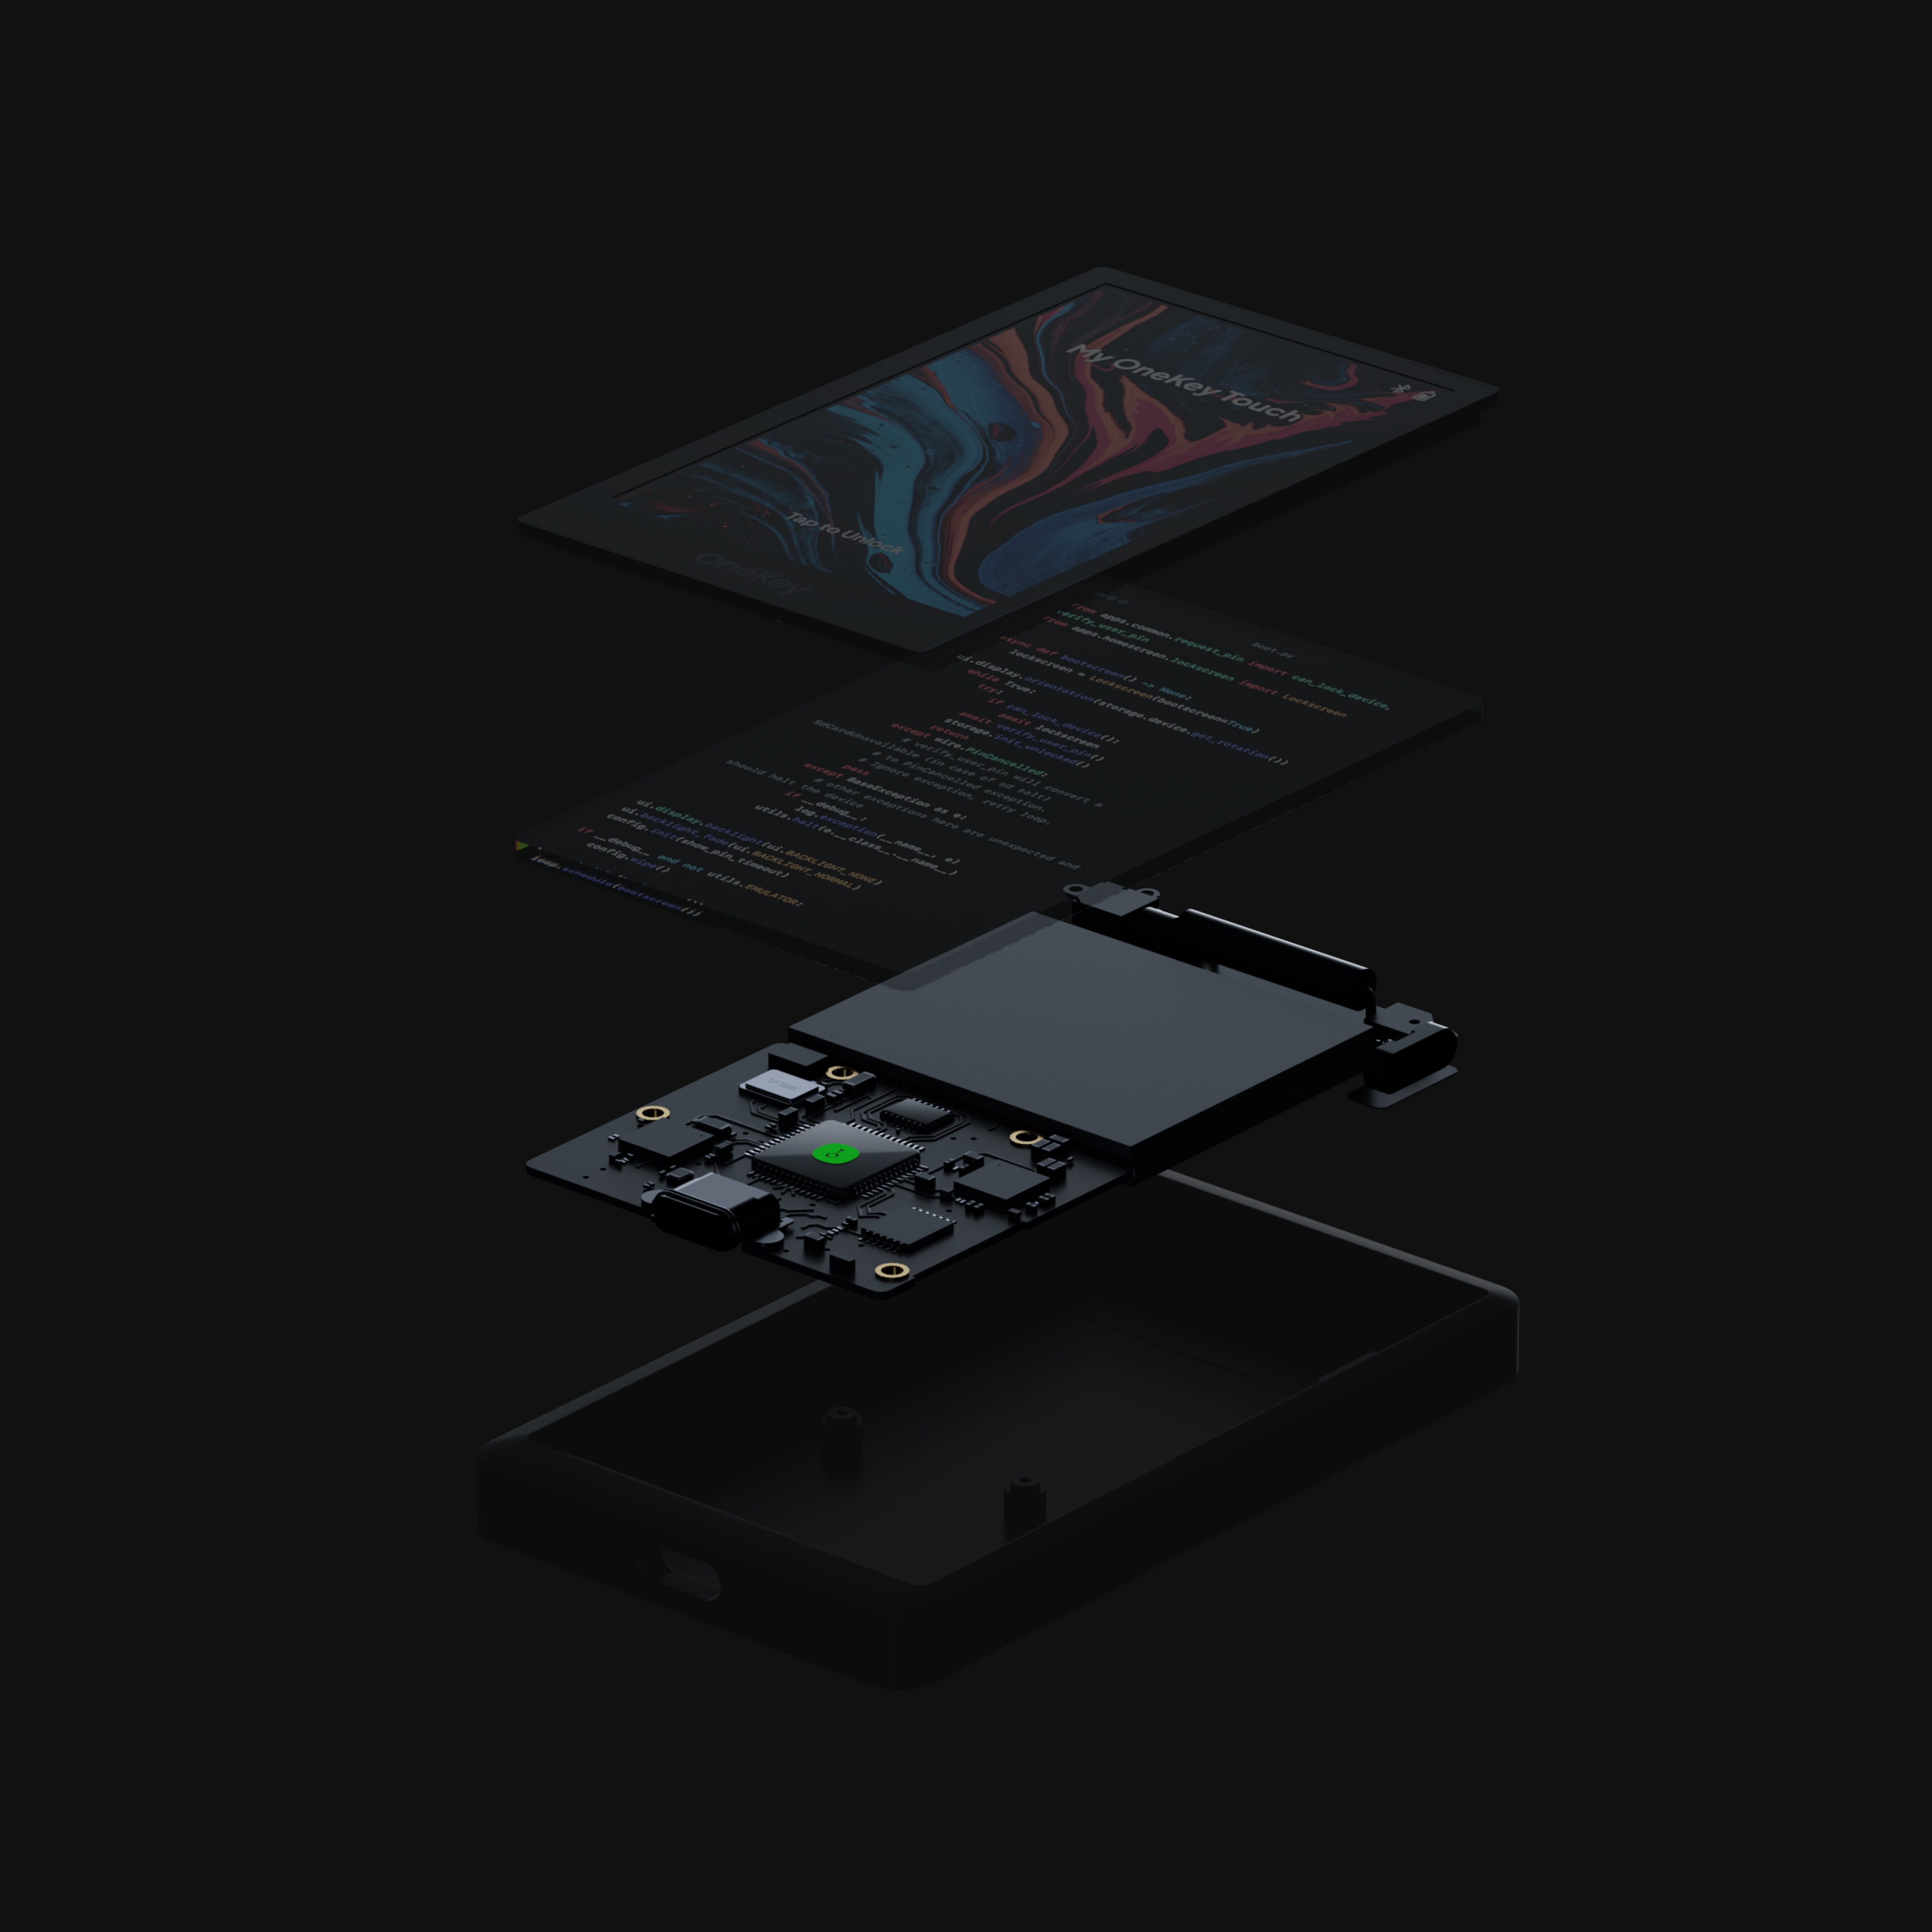 My OneKey Touch
Tap to Unlock
OneKey
boot.py
from apps.common.request_pin import can_lock_device,
verify_user_pin
from apps.homescreen.lockscreen import Lockscreen
async def bootscreen() -> None:
lockscreen = Lockscreen(bootscreen=True)
ui.display.orientation(storage.device.get_rotation())
while True:
try:
if can_lock_device():
await await lockscreen
await verify_user_pin()
storage.init_unlocked()
return
except wire.PinCancelled:
# verify_user_pin will convert a
SdCardUnavailable (in case of sd salt)
# to PinCancelled exception.
# Ignore exception, retry loop.
pass
except BaseException as e:
# other exceptions here are unexpected and
should halt the device
if __debug__:
log.exception(__name__, e)
utils.halt(e.__class__.__name__)
ui.display.backlight(ui.BACKLIGHT_NONE)
ui.backlight_fade(ui.BACKLIGHT_NORMAL)
config.init(show_pin_timeout)
if __debug__ and not utils.EMULATOR:
config.wipe()
loop.schedule(bootscreen())